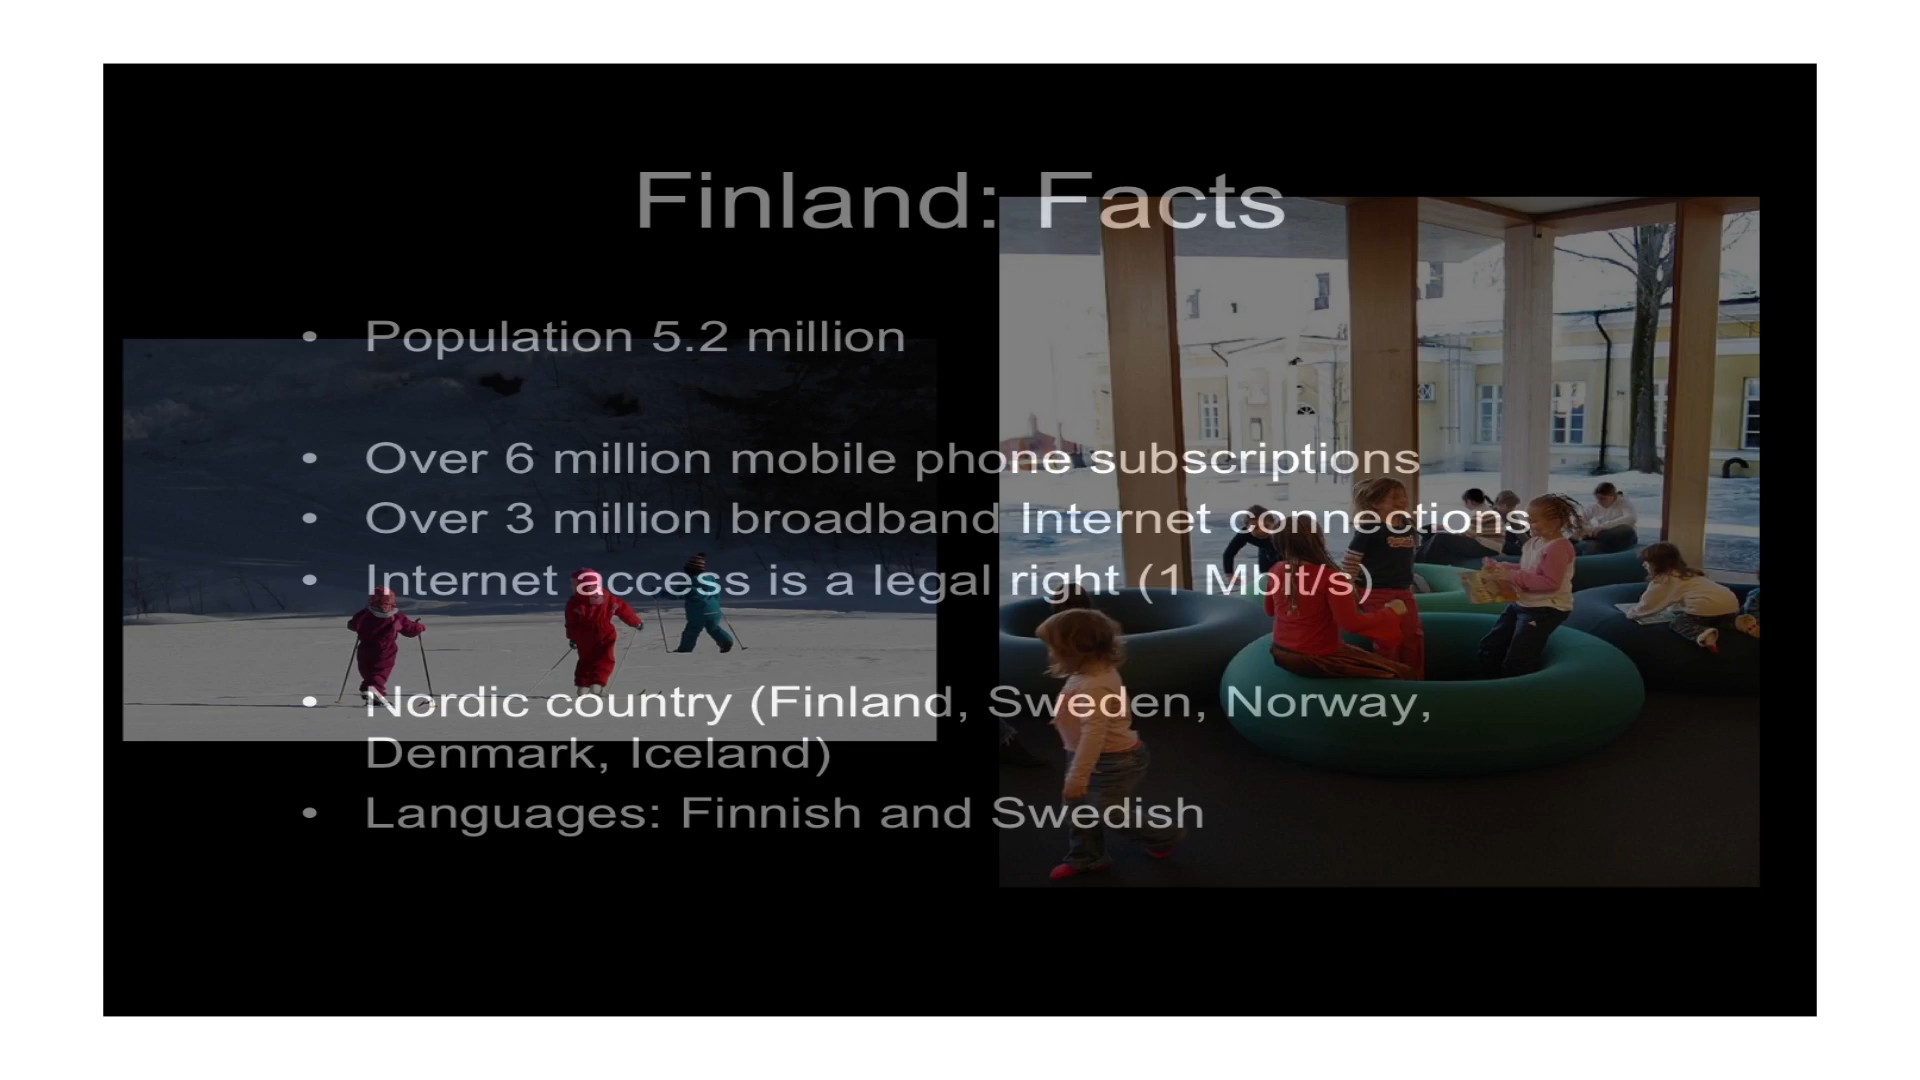 Finland: Facts
• Population 5.2 million
• Over 6 million mobile phone subscriptions
• Over 3 million broadband Internet connections
• Internet access is a legal right (1 Mbit/s)
• Nordic country (Finland, Sweden, Norway,
Denmark, Iceland)
• Languages: Finnish and Swedish